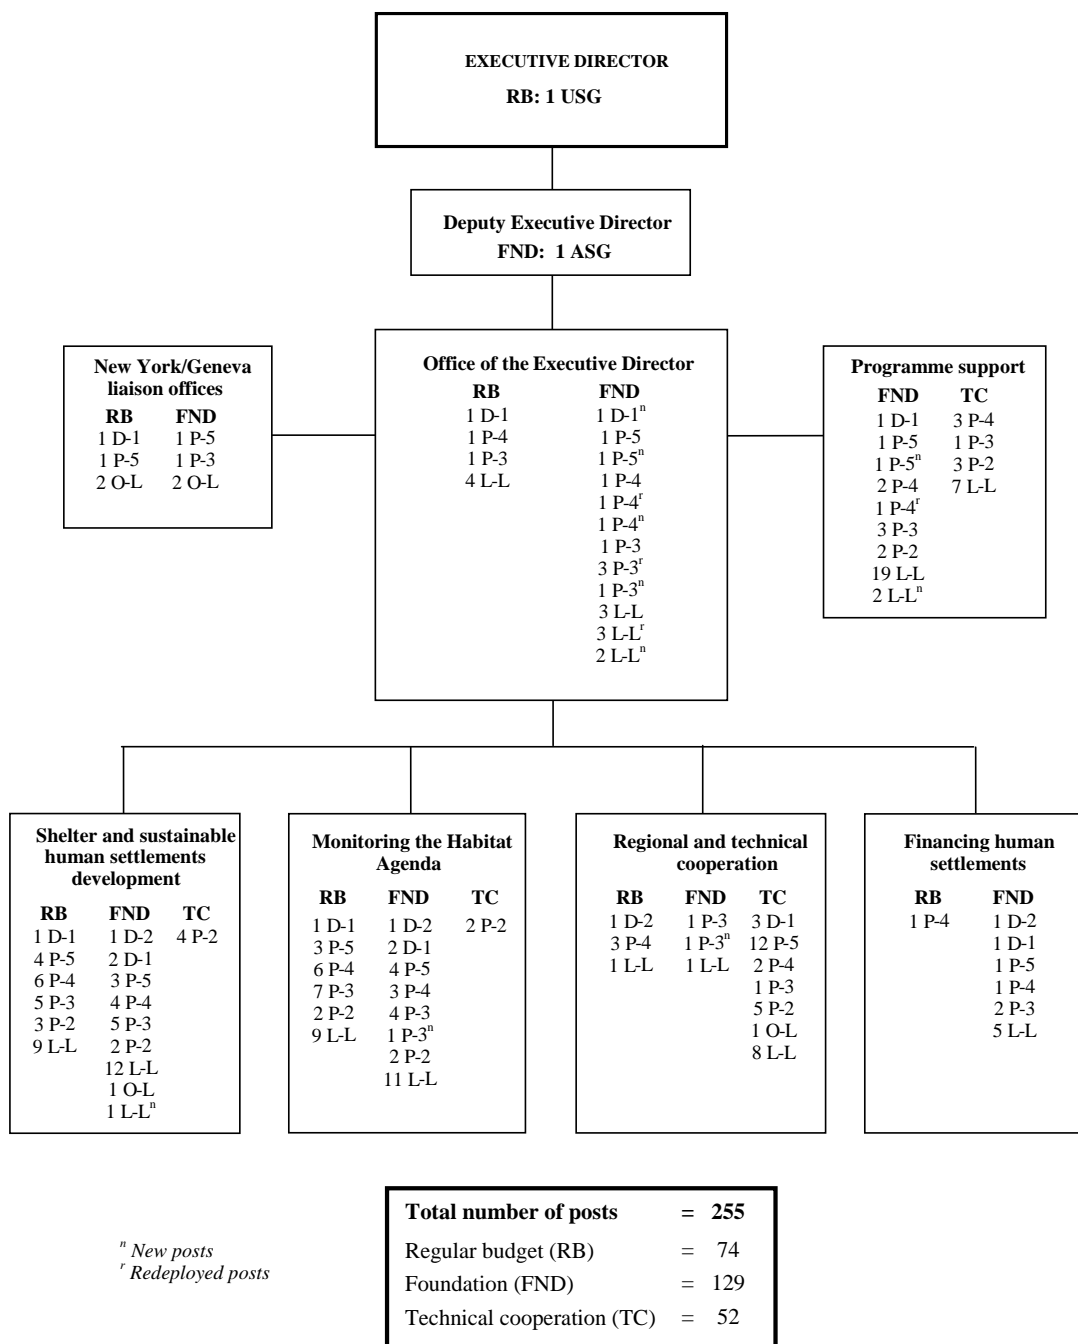 EXECUTIVE DIRECTOR
RB: 1 USG
Deputy Executive Director
FND: 1 ASG
New York/Geneva
liaison offices
RB FND
1 D-1 1 P-5
1 P-5 1 P-3
2 O-L 2 O-L
Office of the Executive Director
RB FND
1 D-1 1 D-1ⁿ
1 P-4 1 P-5
1 P-3 1 P-5ⁿ
4 L-L 1 P-4
1 P-4ʳ
1 P-4ⁿ
1 P-3
3 P-3ʳ
1 P-3ⁿ
3 L-L
3 L-Lʳ
2 L-Lⁿ
Programme support
FND TC
1 D-1 3 P-4
1 P-5 1 P-3
1 P-5ⁿ 3 P-2
2 P-4 7 L-L
1 P-4ʳ
3 P-3
2 P-2
19 L-L
2 L-Lⁿ
Shelter and sustainable
human settlements
development
RB FND TC
1 D-1 1 D-2 4 P-2
4 P-5 2 D-1
6 P-4 3 P-5
5 P-3 4 P-4
3 P-2 5 P-3
9 L-L 2 P-2
12 L-L
1 O-L
1 L-Lⁿ
Monitoring the Habitat
Agenda
RB FND TC
1 D-1 1 D-2 2 P-2
3 P-5 2 D-1
6 P-4 4 P-5
7 P-3 3 P-4
2 P-2 4 P-3
9 L-L 1 P-3ⁿ
2 P-2
11 L-L
Regional and technical
cooperation
RB FND TC
1 D-2 1 P-3 3 D-1
3 P-4 1 P-3ⁿ 12 P-5
1 L-L 1 L-L 2 P-4
1 P-3
5 P-2
1 O-L
8 L-L
Financing human
settlements
RB FND
1 P-4 1 D-2
1 D-1
1 P-5
1 P-4
2 P-3
5 L-L
ⁿ New posts
ʳ Redeployed posts
Total number of posts = 255
Regular budget (RB) = 74
Foundation (FND) = 129
Technical cooperation (TC) = 52